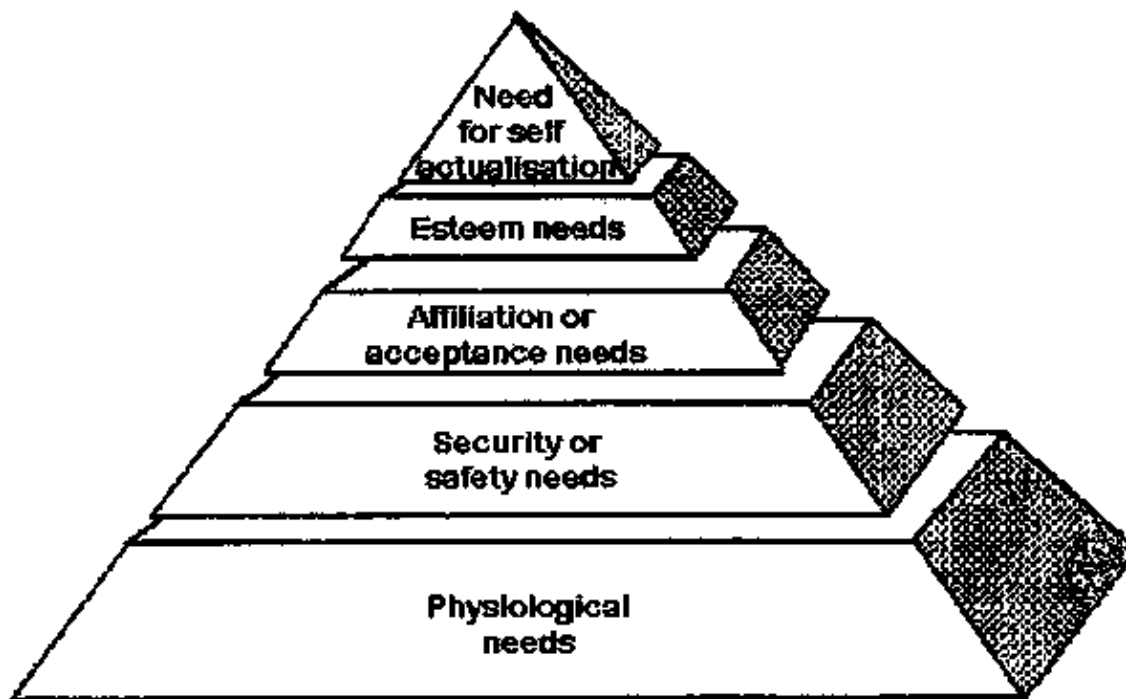 Need
for self
actualisation
Esteem needs
Affiliation or
acceptance needs
Security or
safety needs
Physiological
needs